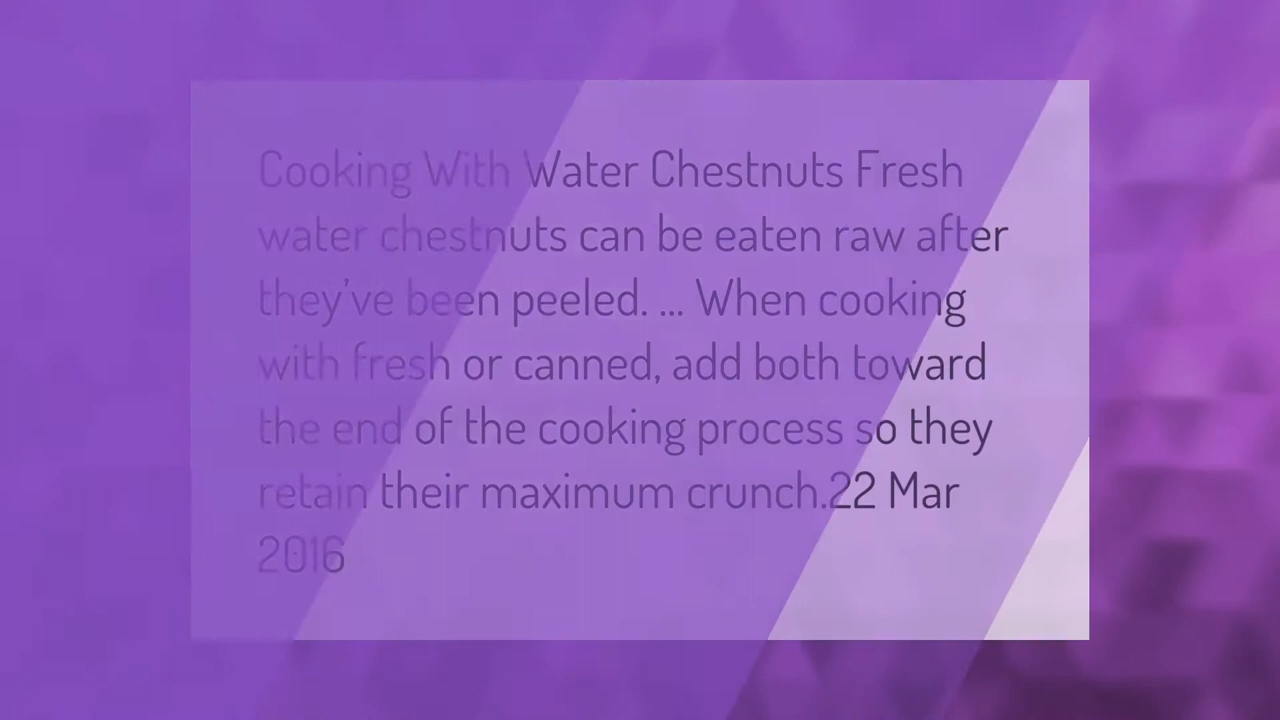 Cooking With Water Chestnuts Fresh
water chestnuts can be eaten raw after
they've been peeled. ... When cooking
with fresh or canned, add both toward
the end of the cooking process so they
retain their maximum crunch.22 Mar
2016